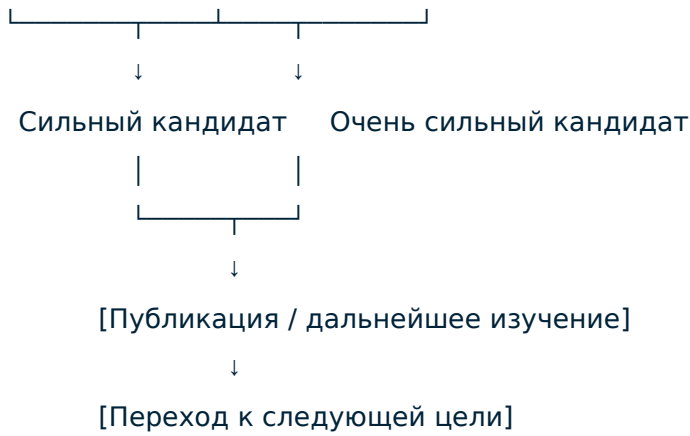 Сильный кандидат Очень сильный кандидат
[Публикация / дальнейшее изучение]
[Переход к следующей цели]